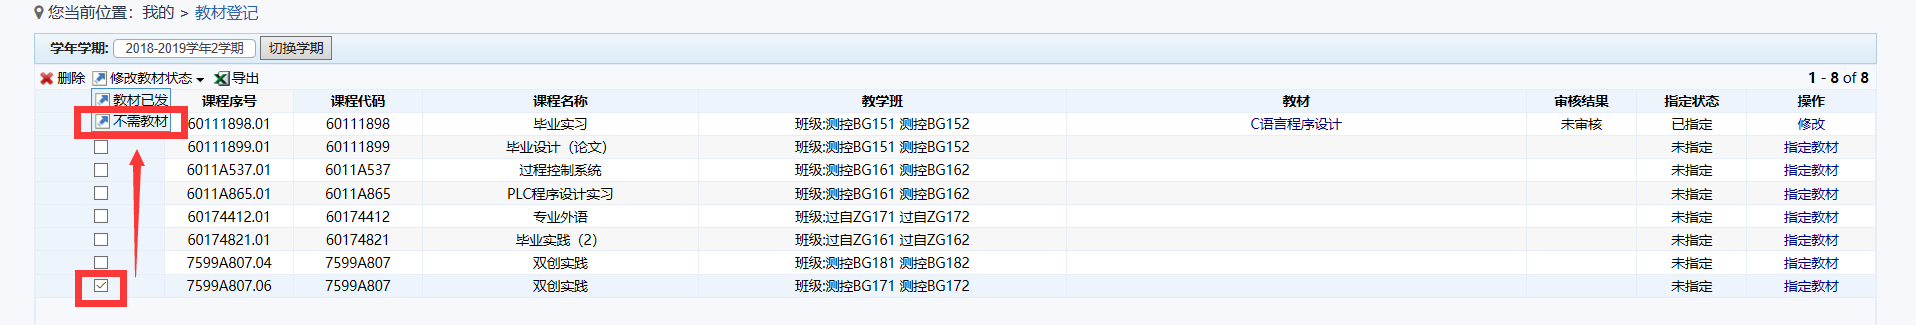 您当前位置：我的 > 教材登记
学年学期: 2018-2019学年2学期 切换学期
删除 修改教材状态 导出 1 - 8 of 8
教材已发 课程序号 课程代码 课程名称 教学班 教材 审核结果 指定状态 操作
不需教材 60111898.01 60111898 毕业实习 班级:测控BG151 测控BG152 C语言程序设计 未审核 已指定 修改
60111899.01 60111899 毕业设计（论文） 班级:测控BG151 测控BG152 未指定 指定教材
6011A537.01 6011A537 过程控制系统 班级:测控BG161 测控BG162 未指定 指定教材
6011A865.01 6011A865 PLC程序设计实习 班级:测控BG161 测控BG162 未指定 指定教材
60174412.01 60174412 专业外语 班级:过自ZG171 过自ZG172 未指定 指定教材
60174821.01 60174821 毕业实践（2） 班级:过自ZG161 过自ZG162 未指定 指定教材
7599A807.04 7599A807 双创实践 班级:测控BG181 测控BG182 未指定 指定教材
7599A807.06 7599A807 双创实践 班级:测控BG171 测控BG172 未指定 指定教材